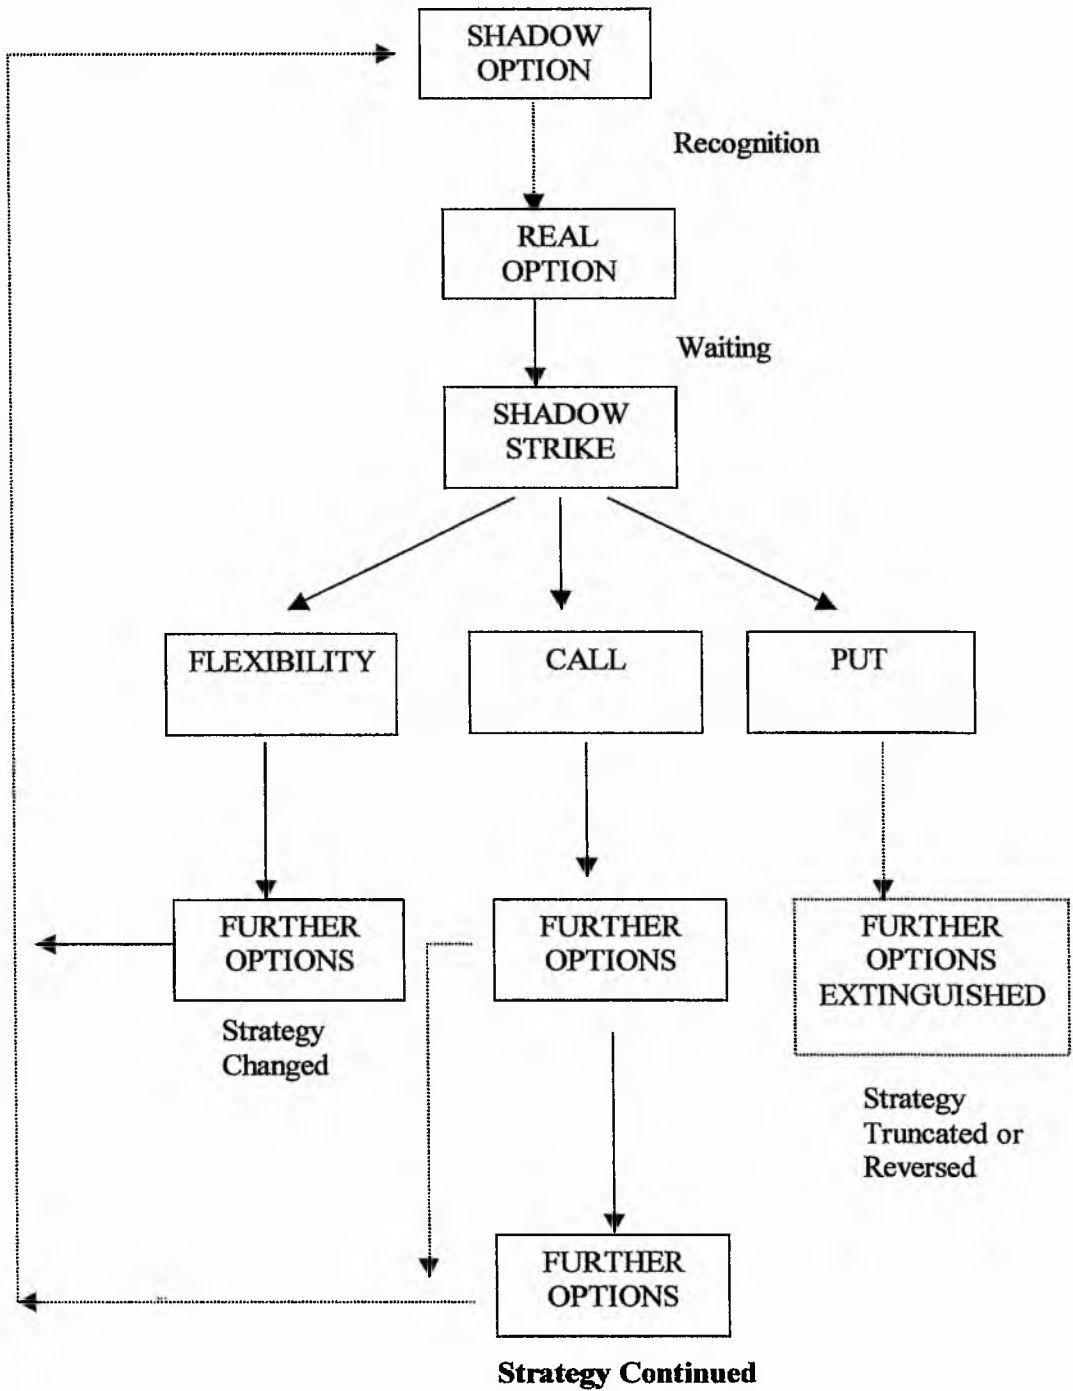 SHADOW
OPTION
Recognition
REAL
OPTION
Waiting
SHADOW
STRIKE
FLEXIBILITY
CALL
PUT
FURTHER
OPTIONS
Strategy
Changed
FURTHER
OPTIONS
FURTHER
OPTIONS
EXTINGUISHED
Strategy
Truncated or
Reversed
FURTHER
OPTIONS
Strategy Continued